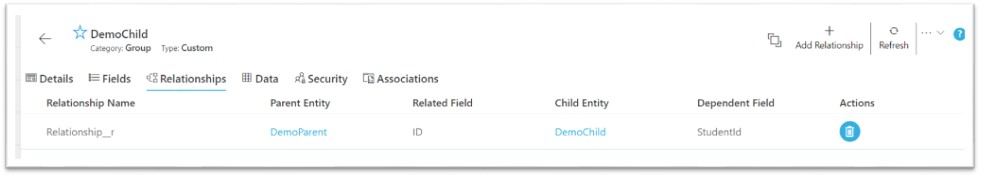 DemoChild
Category: Group Type: Custom
Add Relationship
Refresh
Details Fields Relationships Data Security Associations
Relationship Name Parent Entity Related Field Child Entity Dependent Field Actions
Relationship__r DemoParent ID DemoChild StudentId